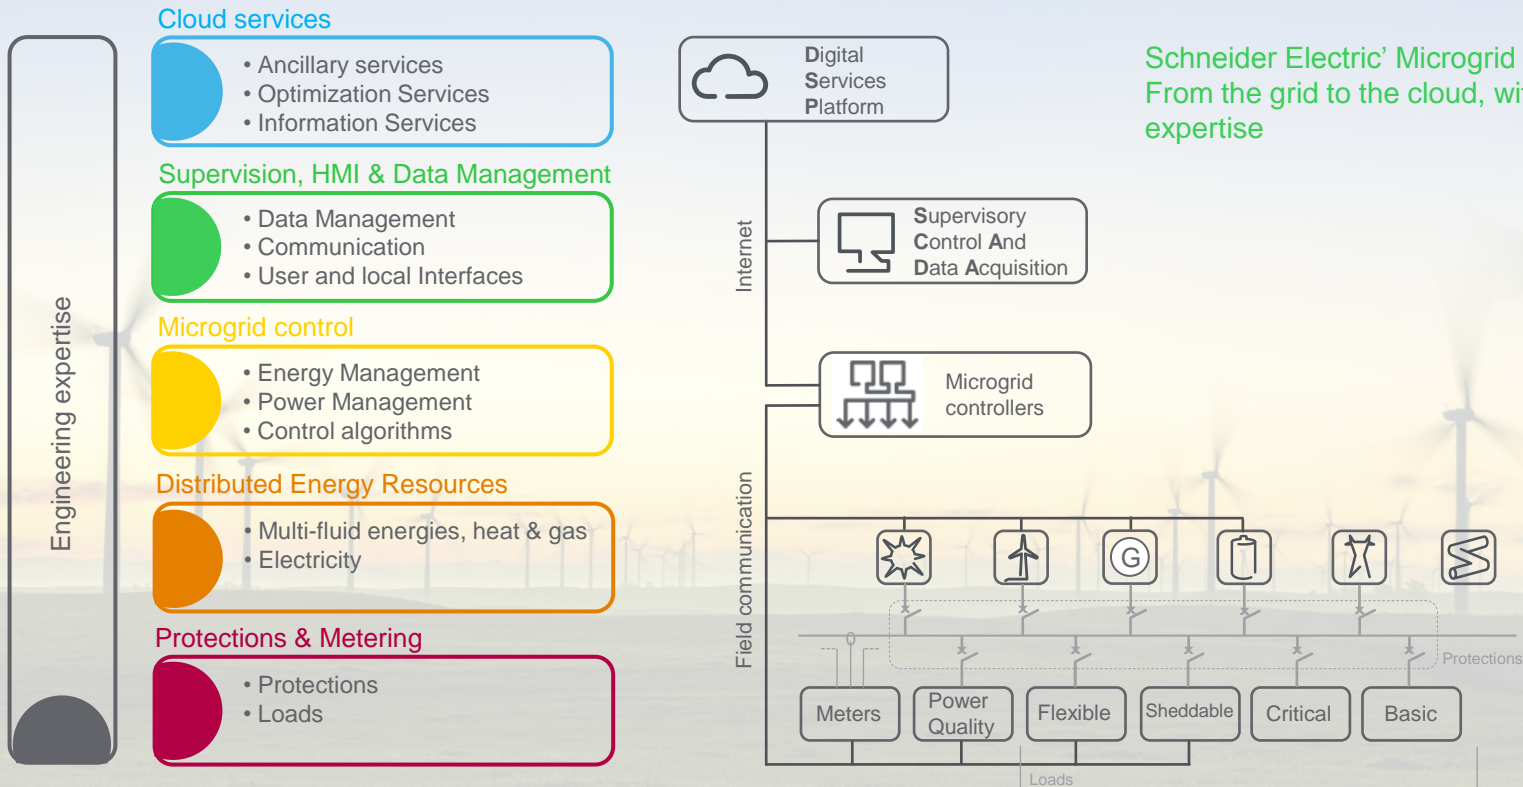 Cloud services
• Ancillary services
• Optimization Services
• Information Services
Supervision, HMI & Data Management
• Data Management
• Communication
• User and local Interfaces
Microgrid control
• Energy Management
• Power Management
• Control algorithms
Distributed Energy Resources
• Multi-fluid energies, heat & gas
• Electricity
Protections & Metering
• Protections
• Loads
Engineering expertise
Digital
Services
Platform
Schneider Electric’ Microgrid
From the grid to the cloud,
expertise
Internet
Supervisory
Control And
Data Acquisition
Microgrid
controllers
Field communication
G
Protections
Meters
Power
Quality
Flexible
Sheddable
Critical
Basic
Loads